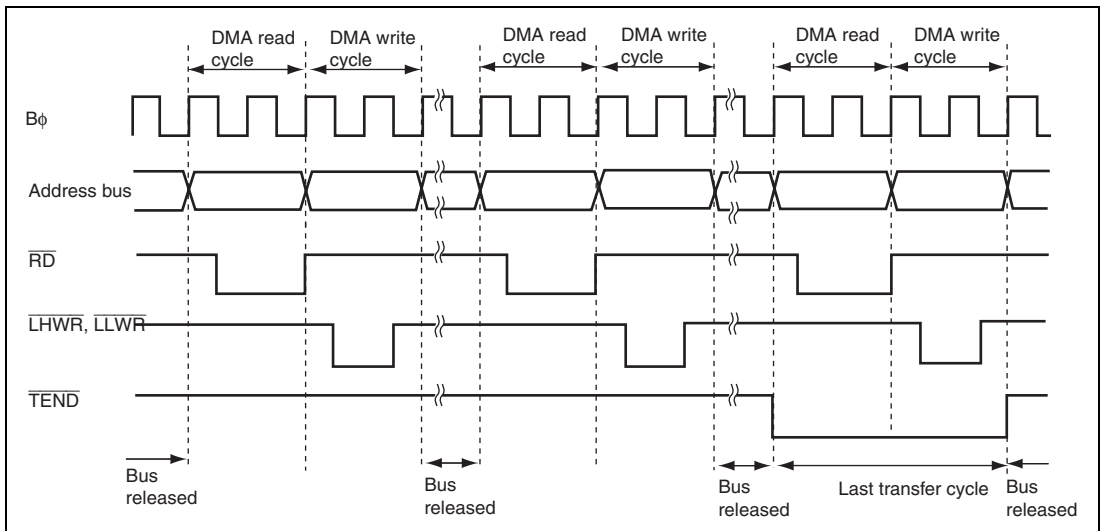 DMA read cycle
DMA write cycle
DMA read cycle
DMA write cycle
DMA read cycle
DMA write cycle
Bϕ
Address bus
RD
LHWR, LLWR
TEND
Bus released
Bus released
Bus released
Last transfer cycle
Bus released